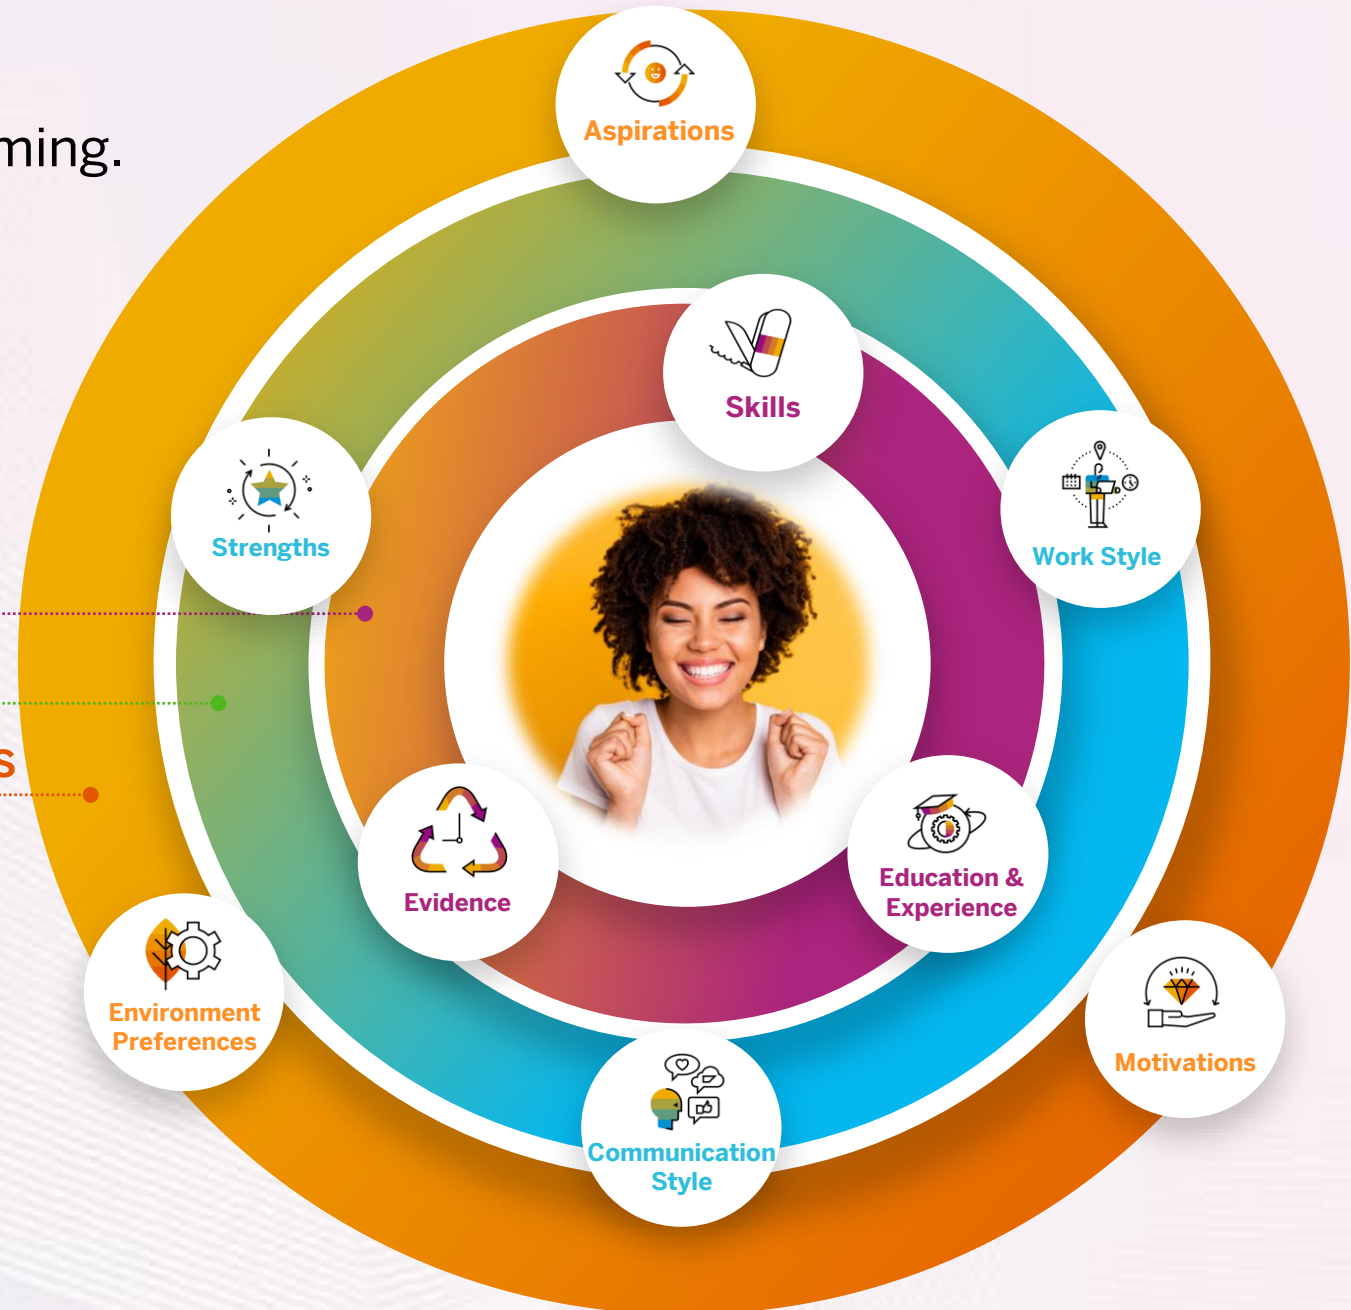 ming.
Aspirations
Skills
Strengths
Work Style
s
Evidence
Education &
Experience
Environment
Preferences
Motivations
Communication
Style